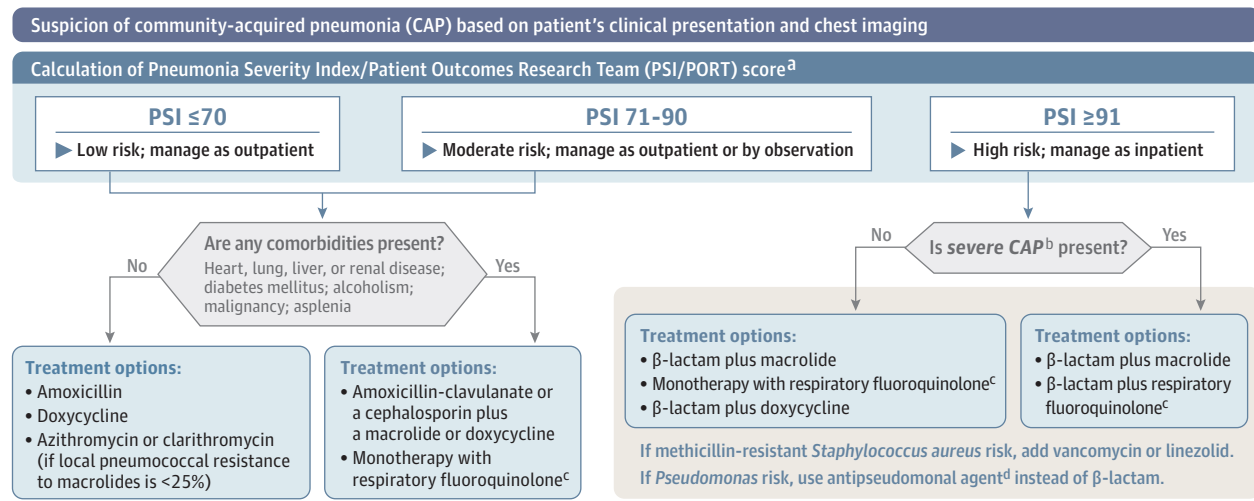 Suspicion of community-acquired pneumonia (CAP) based on patient's clinical presentation and chest imaging
Calculation of Pneumonia Severity Index/Patient Outcomes Research Team (PSI/PORT) scoreᵃ
PSI ≤70
▶ Low risk; manage as outpatient
PSI 71-90
▶ Moderate risk; manage as outpatient or by observation
PSI ≥91
▶ High risk; manage as inpatient
Are any comorbidities present?
Heart, lung, liver, or renal disease;
diabetes mellitus; alcoholism;
malignancy; asplenia
No
Yes
Treatment options:
• Amoxicillin
• Doxycycline
• Azithromycin or clarithromycin
(if local pneumococcal resistance
to macrolides is <25%)
Treatment options:
• Amoxicillin-clavulanate or
a cephalosporin plus
a macrolide or doxycycline
• Monotherapy with
respiratory fluoroquinoloneᶜ
No
Is severe CAPᵇ present?
Yes
Treatment options:
• β-lactam plus macrolide
• Monotherapy with respiratory fluoroquinoloneᶜ
• β-lactam plus doxycycline
Treatment options:
• β-lactam plus macrolide
• β-lactam plus respiratory
fluoroquinoloneᶜ
If methicillin-resistant Staphylococcus aureus risk, add vancomycin or linezolid.
If Pseudomonas risk, use antipseudomonal agentᵈ instead of β-lactam.